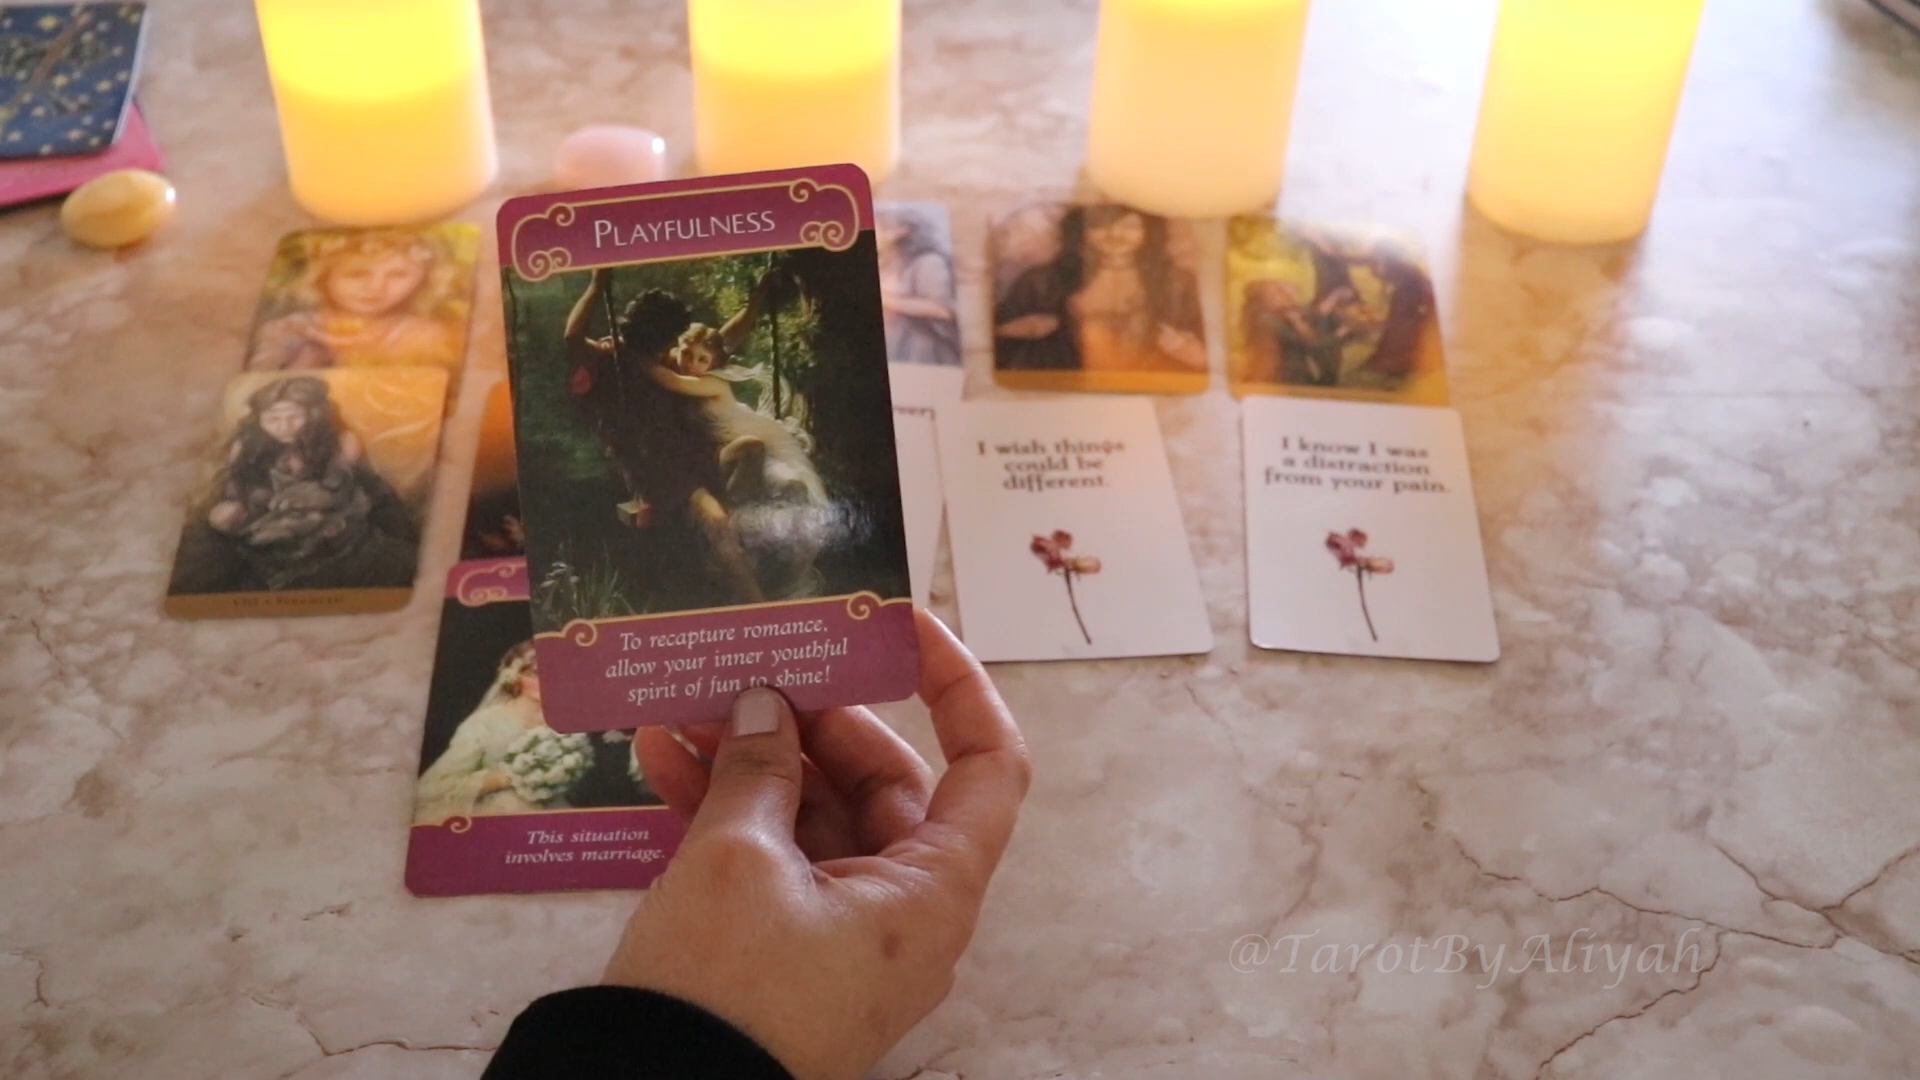 PLAYFULNESS
To recapture romance,
allow your inner youthful
spirit of fun to shine!
I wish things
could be
different.
I know I was
a distraction
from your pain.
This situation
involves marriage.
@TarotByAliyah